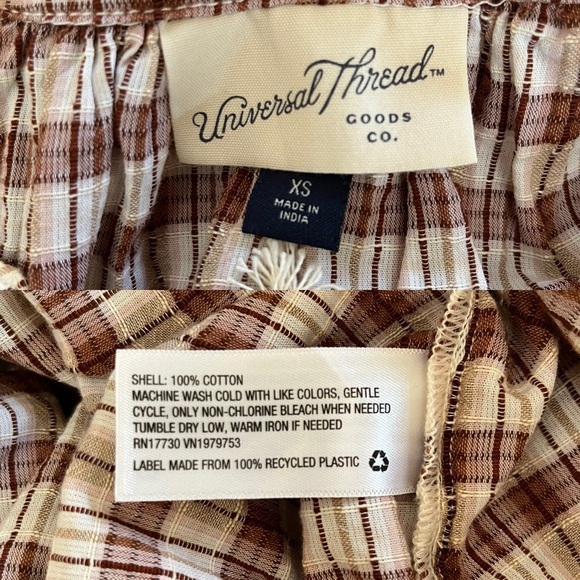 Universal Thread™
GOODS
CO.
XS
MADE IN
INDIA
SHELL: 100% COTTON
MACHINE WASH COLD WITH LIKE COLORS, GENTLE
CYCLE, ONLY NON-CHLORINE BLEACH WHEN NEEDED
TUMBLE DRY LOW, WARM IRON IF NEEDED
RN17730 VN1979753
LABEL MADE FROM 100% RECYCLED PLASTIC